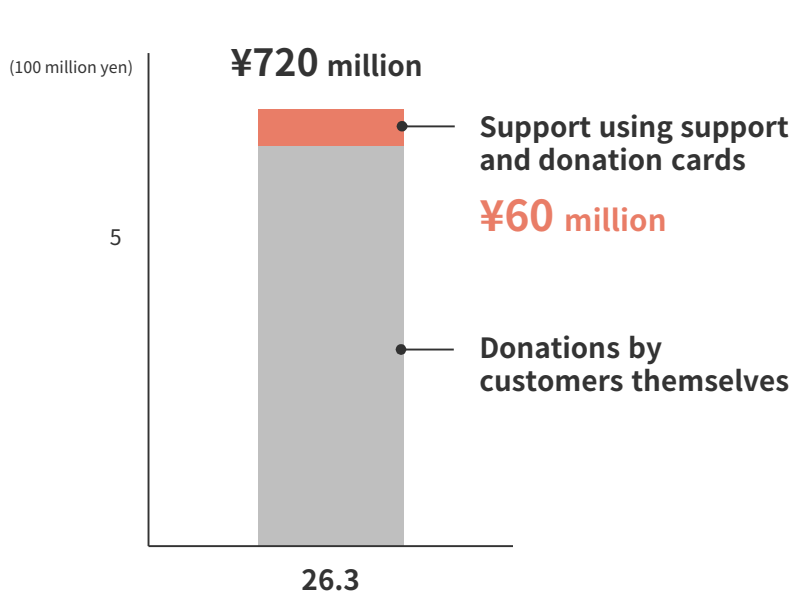 (100 million yen)
¥720 million
Support using support
and donation cards
¥60 million
5
Donations by
customers themselves
26.3